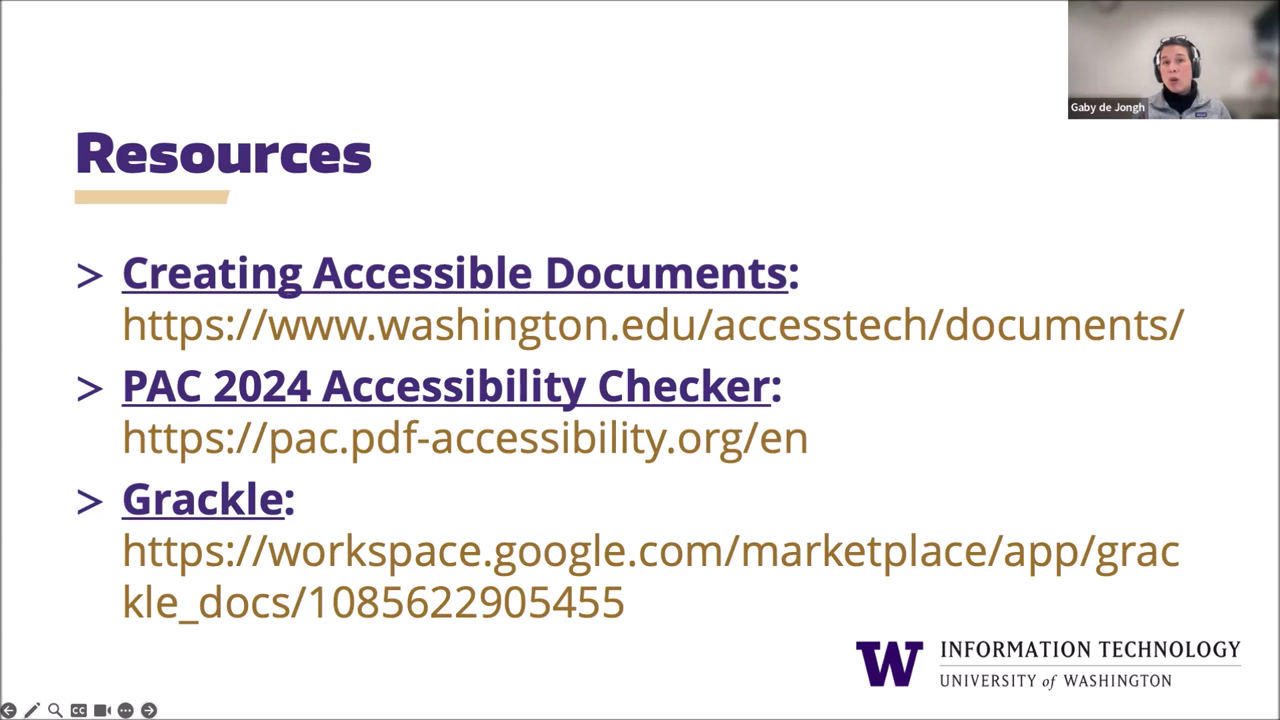 Gaby de Jongh
Resources
> Creating Accessible Documents:
https://www.washington.edu/accesstech/documents/
> PAC 2024 Accessibility Checker:
https://pac.pdf-accessibility.org/en
> Grackle:
https://workspace.google.com/marketplace/app/grac
kle_docs/1085622905455
W INFORMATION TECHNOLOGY
UNIVERSITY of WASHINGTON
CC